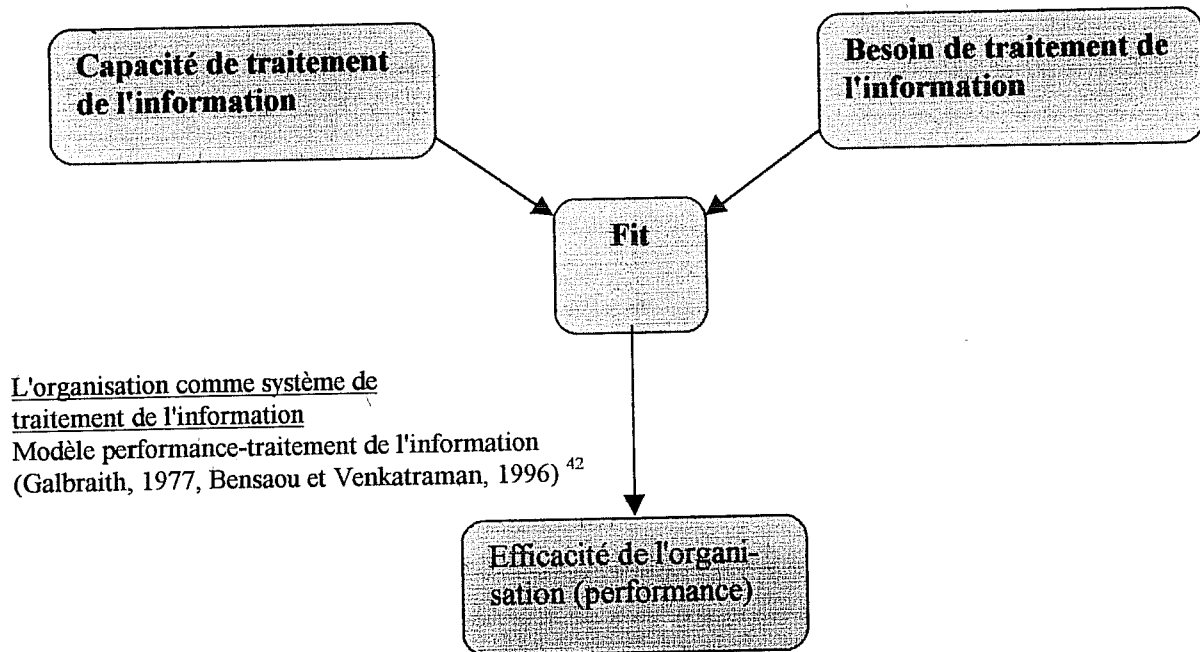 Capacité de traitement
de l'information
Besoin de traitement de
l'information
Fit
L'organisation comme système de
traitement de l'information
Modèle performance-traitement de l'information
(Galbraith, 1977, Bensaou et Venkatraman, 1996) 42
Efficacité de l'organi-
sation (performance)